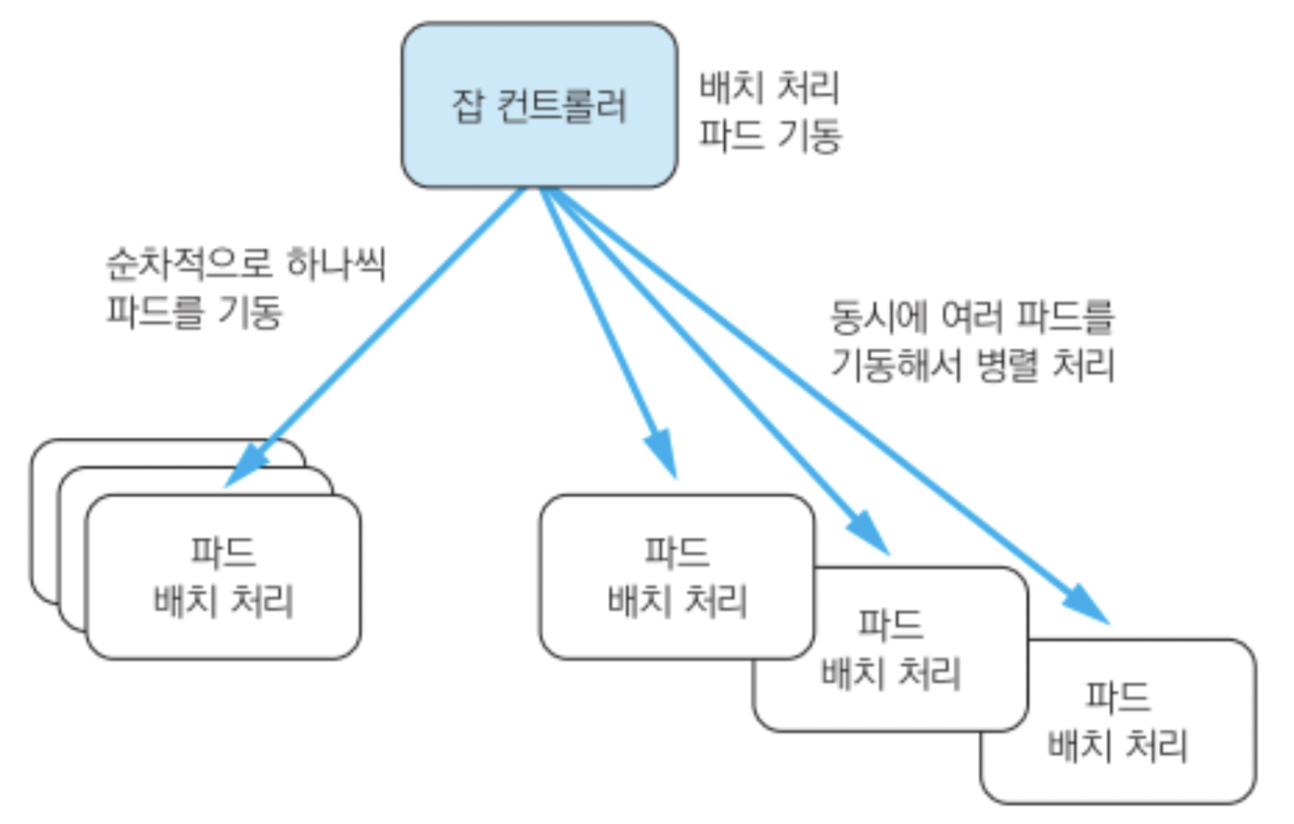 잡 컨트롤러
배치 처리
파드 기동
순차적으로 하나씩
파드를 기동
동시에 여러 파드를
기동해서 병렬 처리
파드
배치 처리
파드
배치 처리
파드
배치 처리
파드
배치 처리